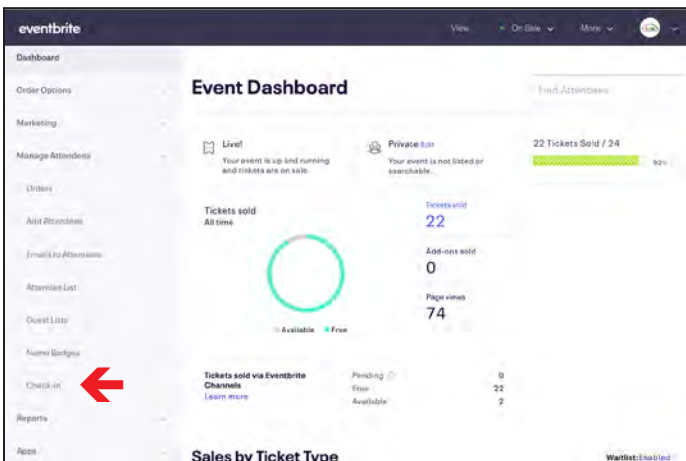 eventbrite
View
On Sale
More
Dashboard
Order Options
Marketing
Manage Attendees
Orders
Add Attendees
Emails to Attendees
Attendee List
Guest Lists
Name Badges
Check-in
Reports
Apps
Event Dashboard
Find Attendees
Live!
Your event is up and running
and tickets are on sale.
Private Edit
Your event is not listed or
searchable.
22 Tickets Sold / 24
92%
Tickets sold
All time
Available Free
Tickets sold
22
Add-ons sold
0
Page views
74
Tickets sold via Eventbrite
Channels
Learn more
Pending 0
Free 22
Available 2
Sales by Ticket Type
Waitlist: Enabled